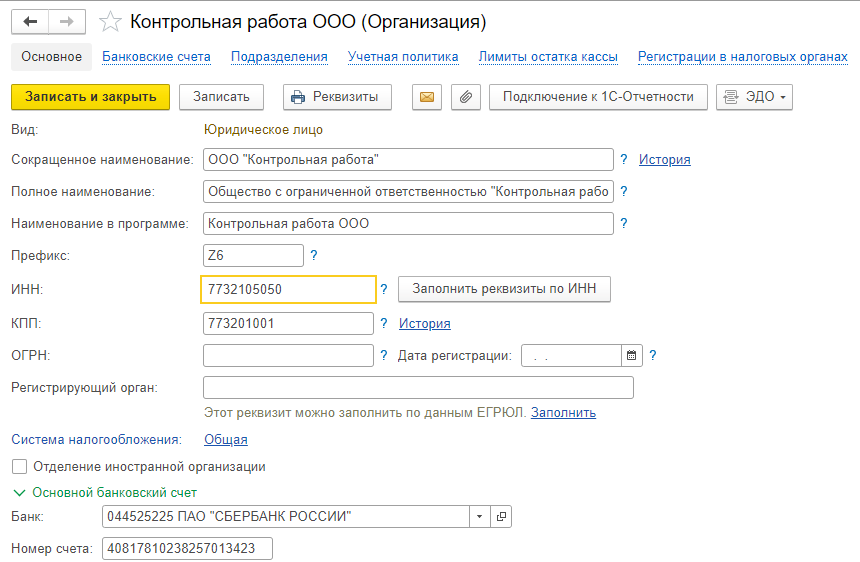 Контрольная работа ООО (Организация)
Основное Банковские счета Подразделения Учетная политика Лимиты остатка кассы Регистрации в налоговых органах
Записать и закрыть Записать Реквизиты Подключение к 1С-Отчетности ЭДО
Вид: Юридическое лицо
Сокращенное наименование: ООО "Контрольная работа" ? История
Полное наименование: Общество с ограниченной ответственностью "Контрольная рабо ?
Наименование в программе: Контрольная работа ООО ?
Префикс: Z6 ?
ИНН: 7732105050 ? Заполнить реквизиты по ИНН
КПП: 773201001 ? История
ОГРН: ? Дата регистрации: . . ?
Регистрирующий орган:
Этот реквизит можно заполнить по данным ЕГРЮЛ. Заполнить
Система налогообложения: Общая
Отделение иностранной организации
Основной банковский счет
Банк: 044525225 ПАО "СБЕРБАНК РОССИИ"
Номер счета: 40817810238257013423